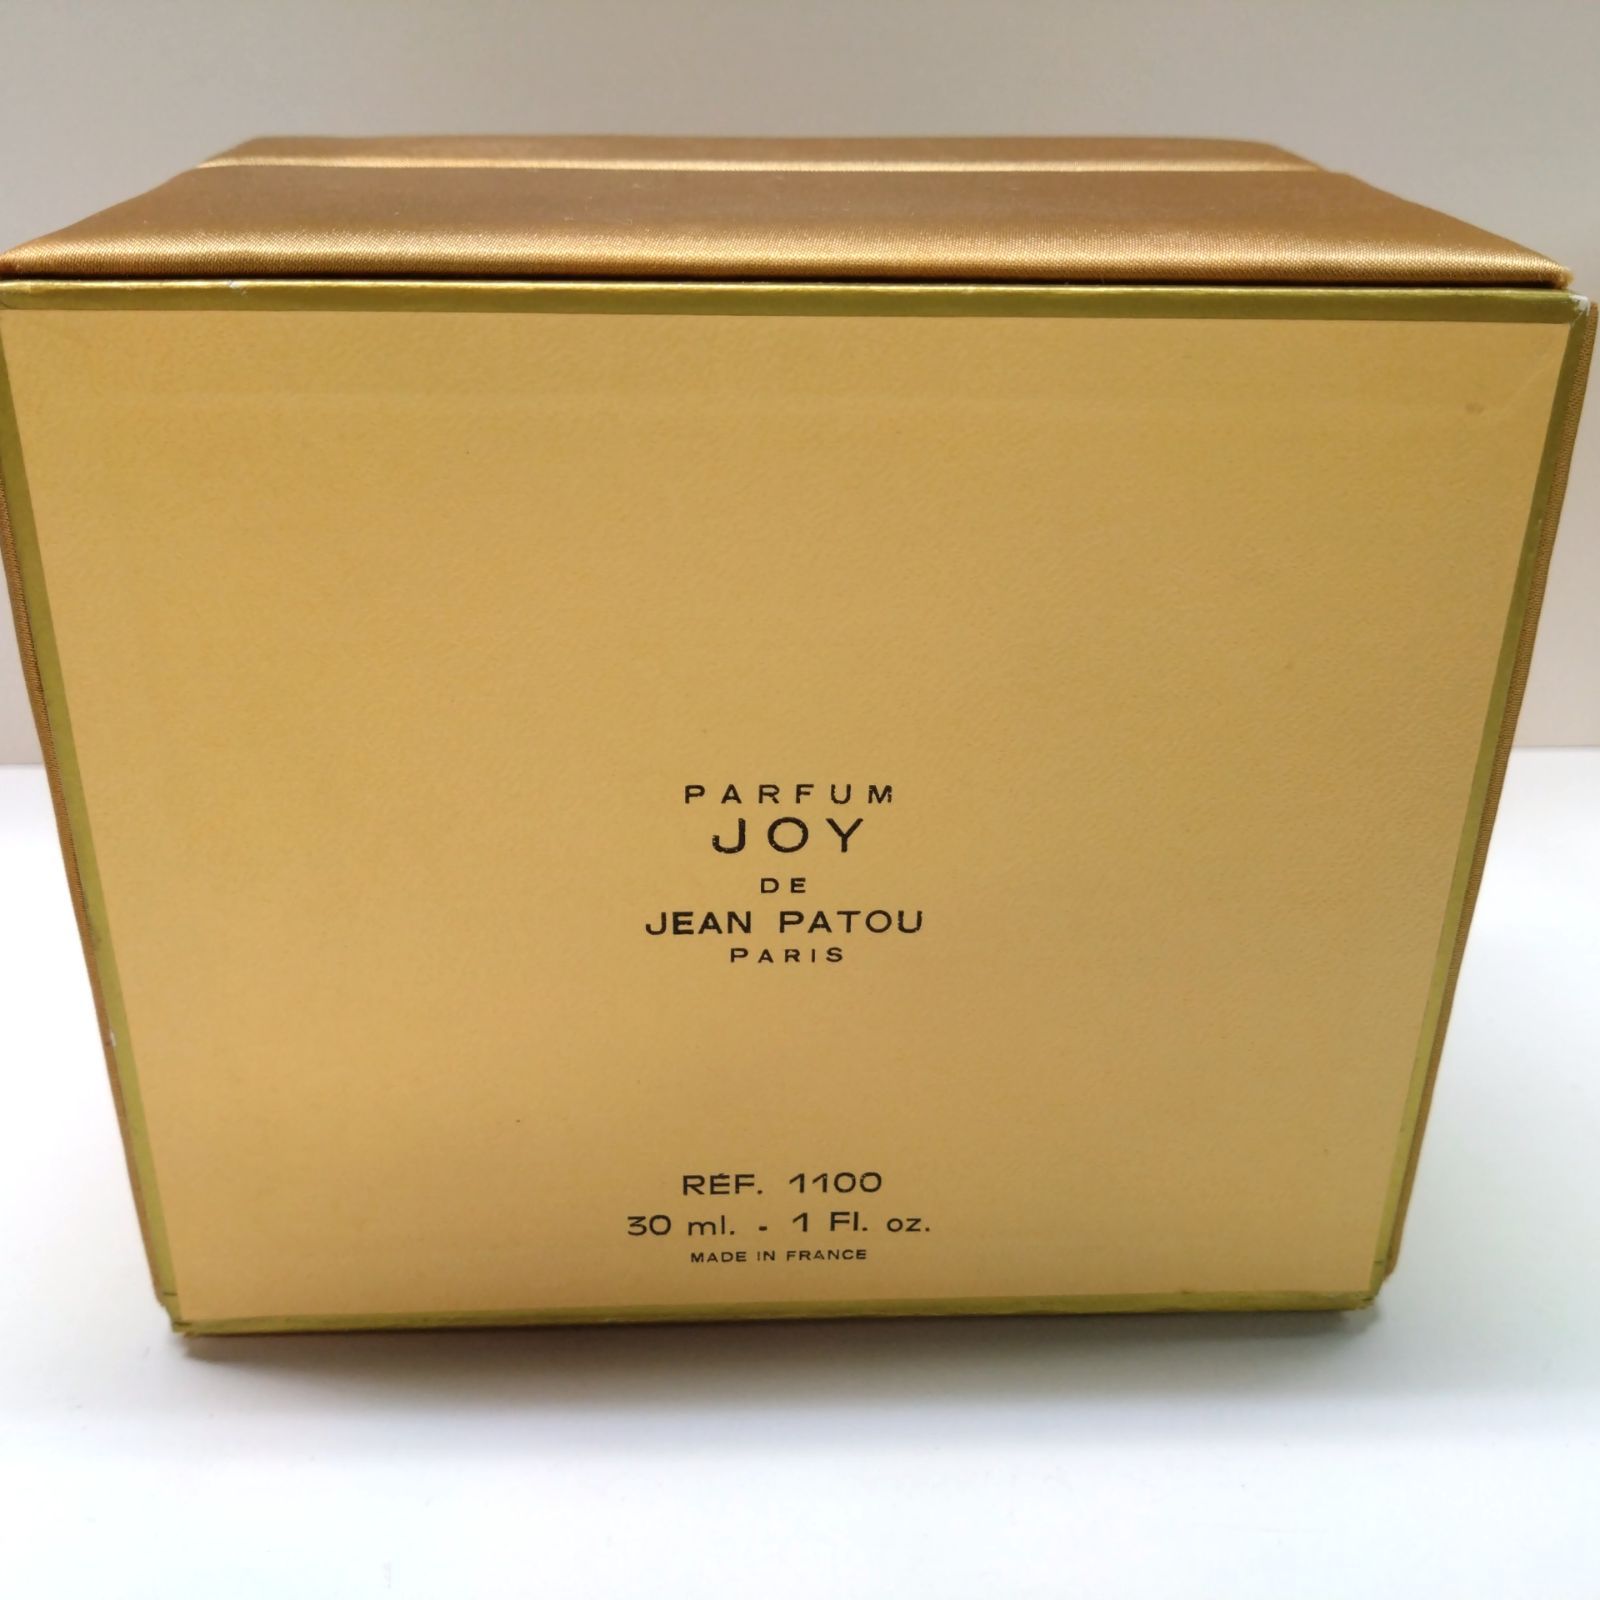 PARFUM
JOY
DE
JEAN PATOU
PARIS
RÉF. 1100
30 ml. - 1 Fl. oz.
MADE IN FRANCE